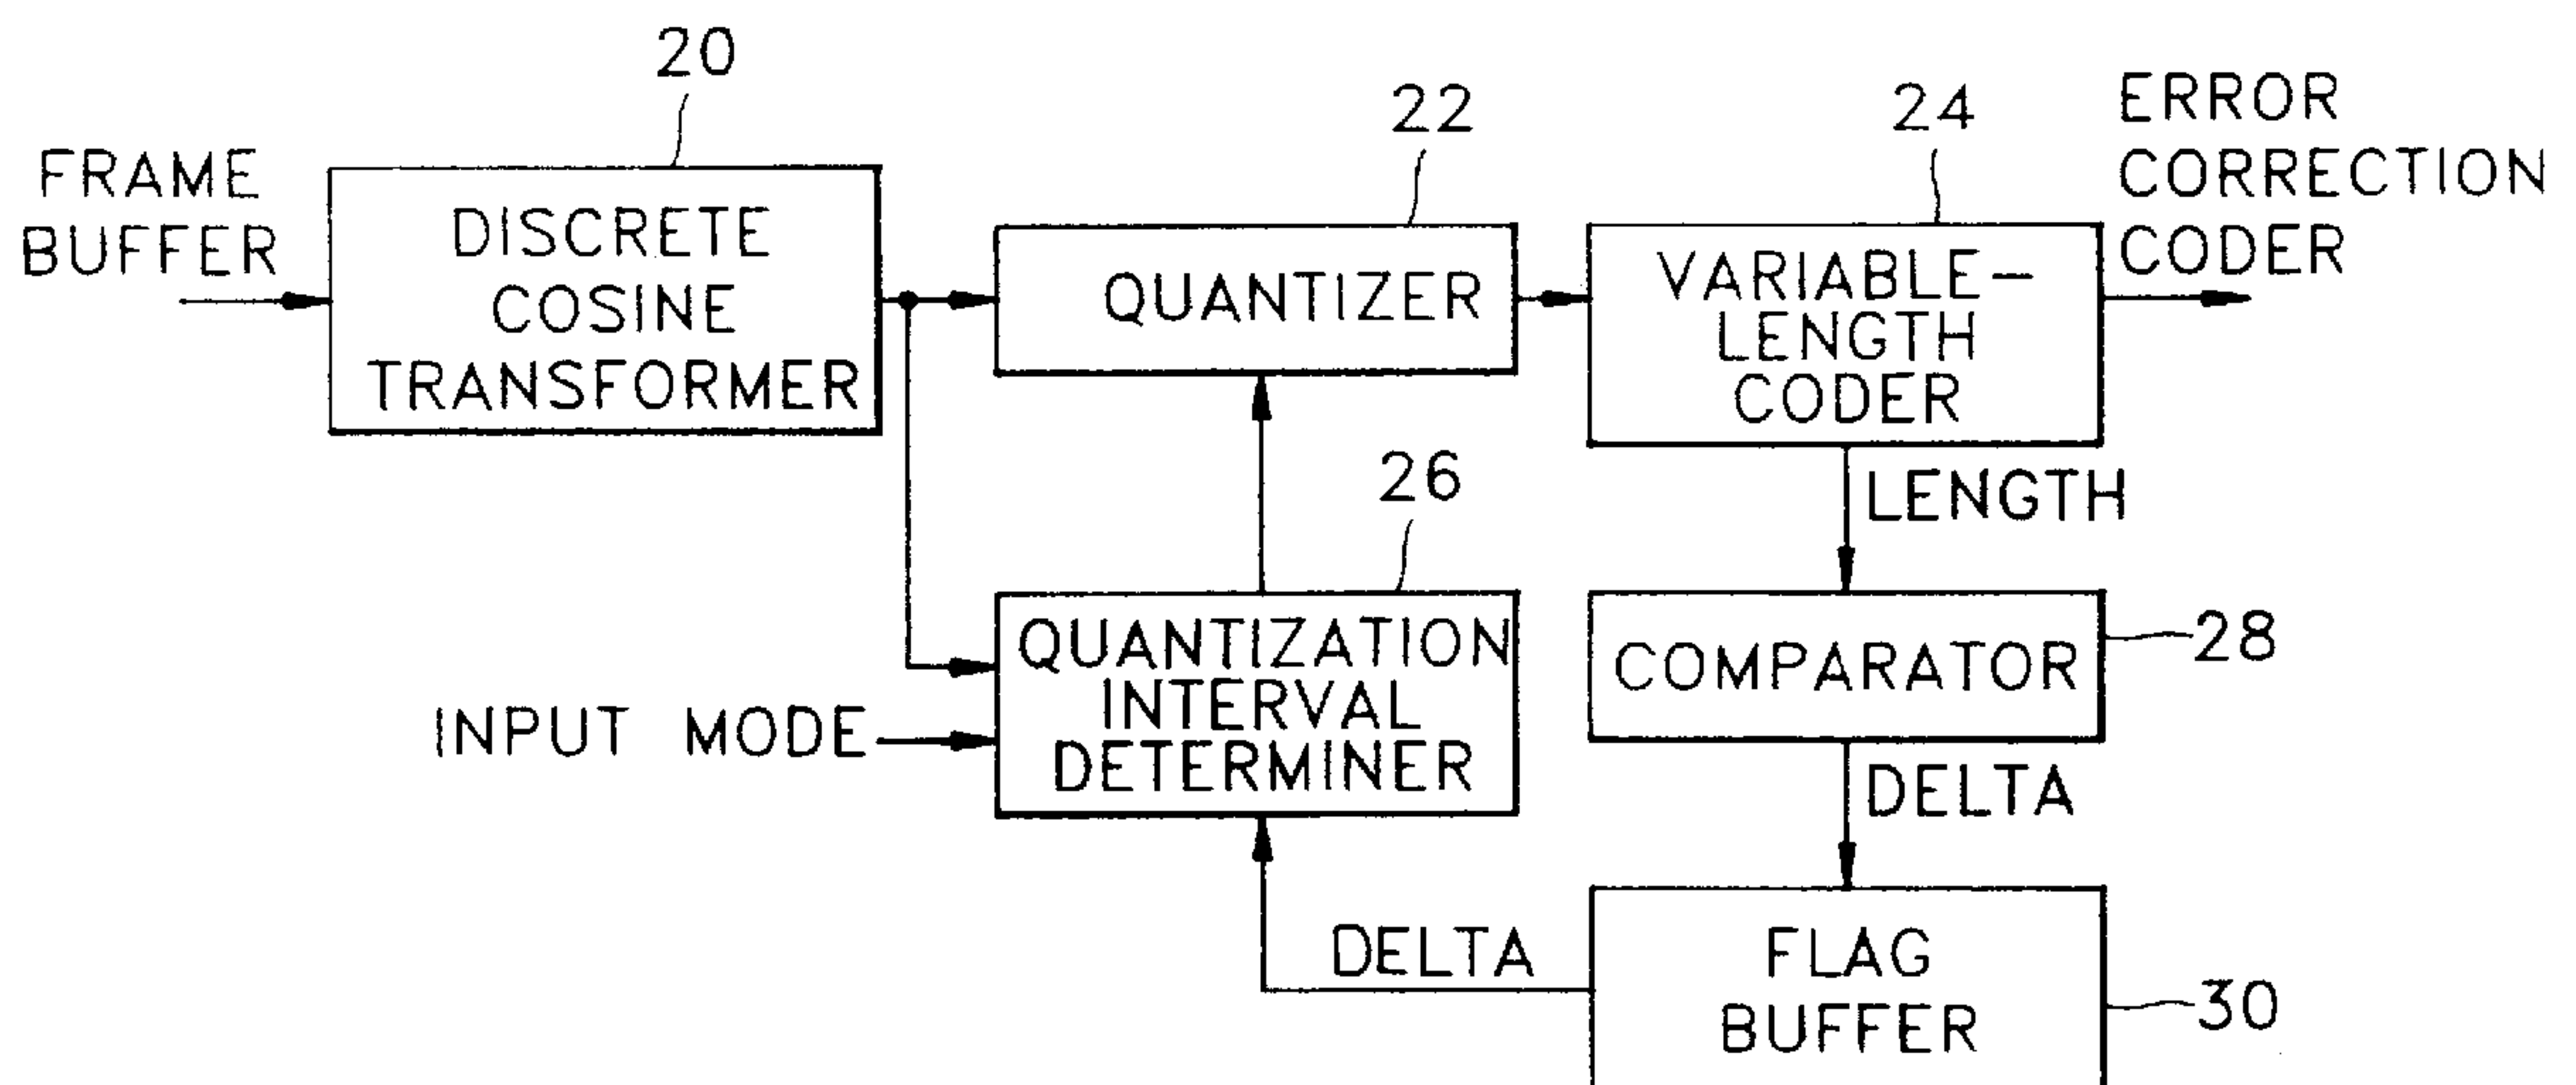 20
22
24
ERROR
CORRECTION
CODER
FRAME
BUFFER
DISCRETE
COSINE
TRANSFORMER
QUANTIZER
VARIABLE-
LENGTH
CODER
26
LENGTH
QUANTIZATION
INTERVAL
DETERMINER
COMPARATOR
28
INPUT MODE
DELTA
DELTA
FLAG
BUFFER
30